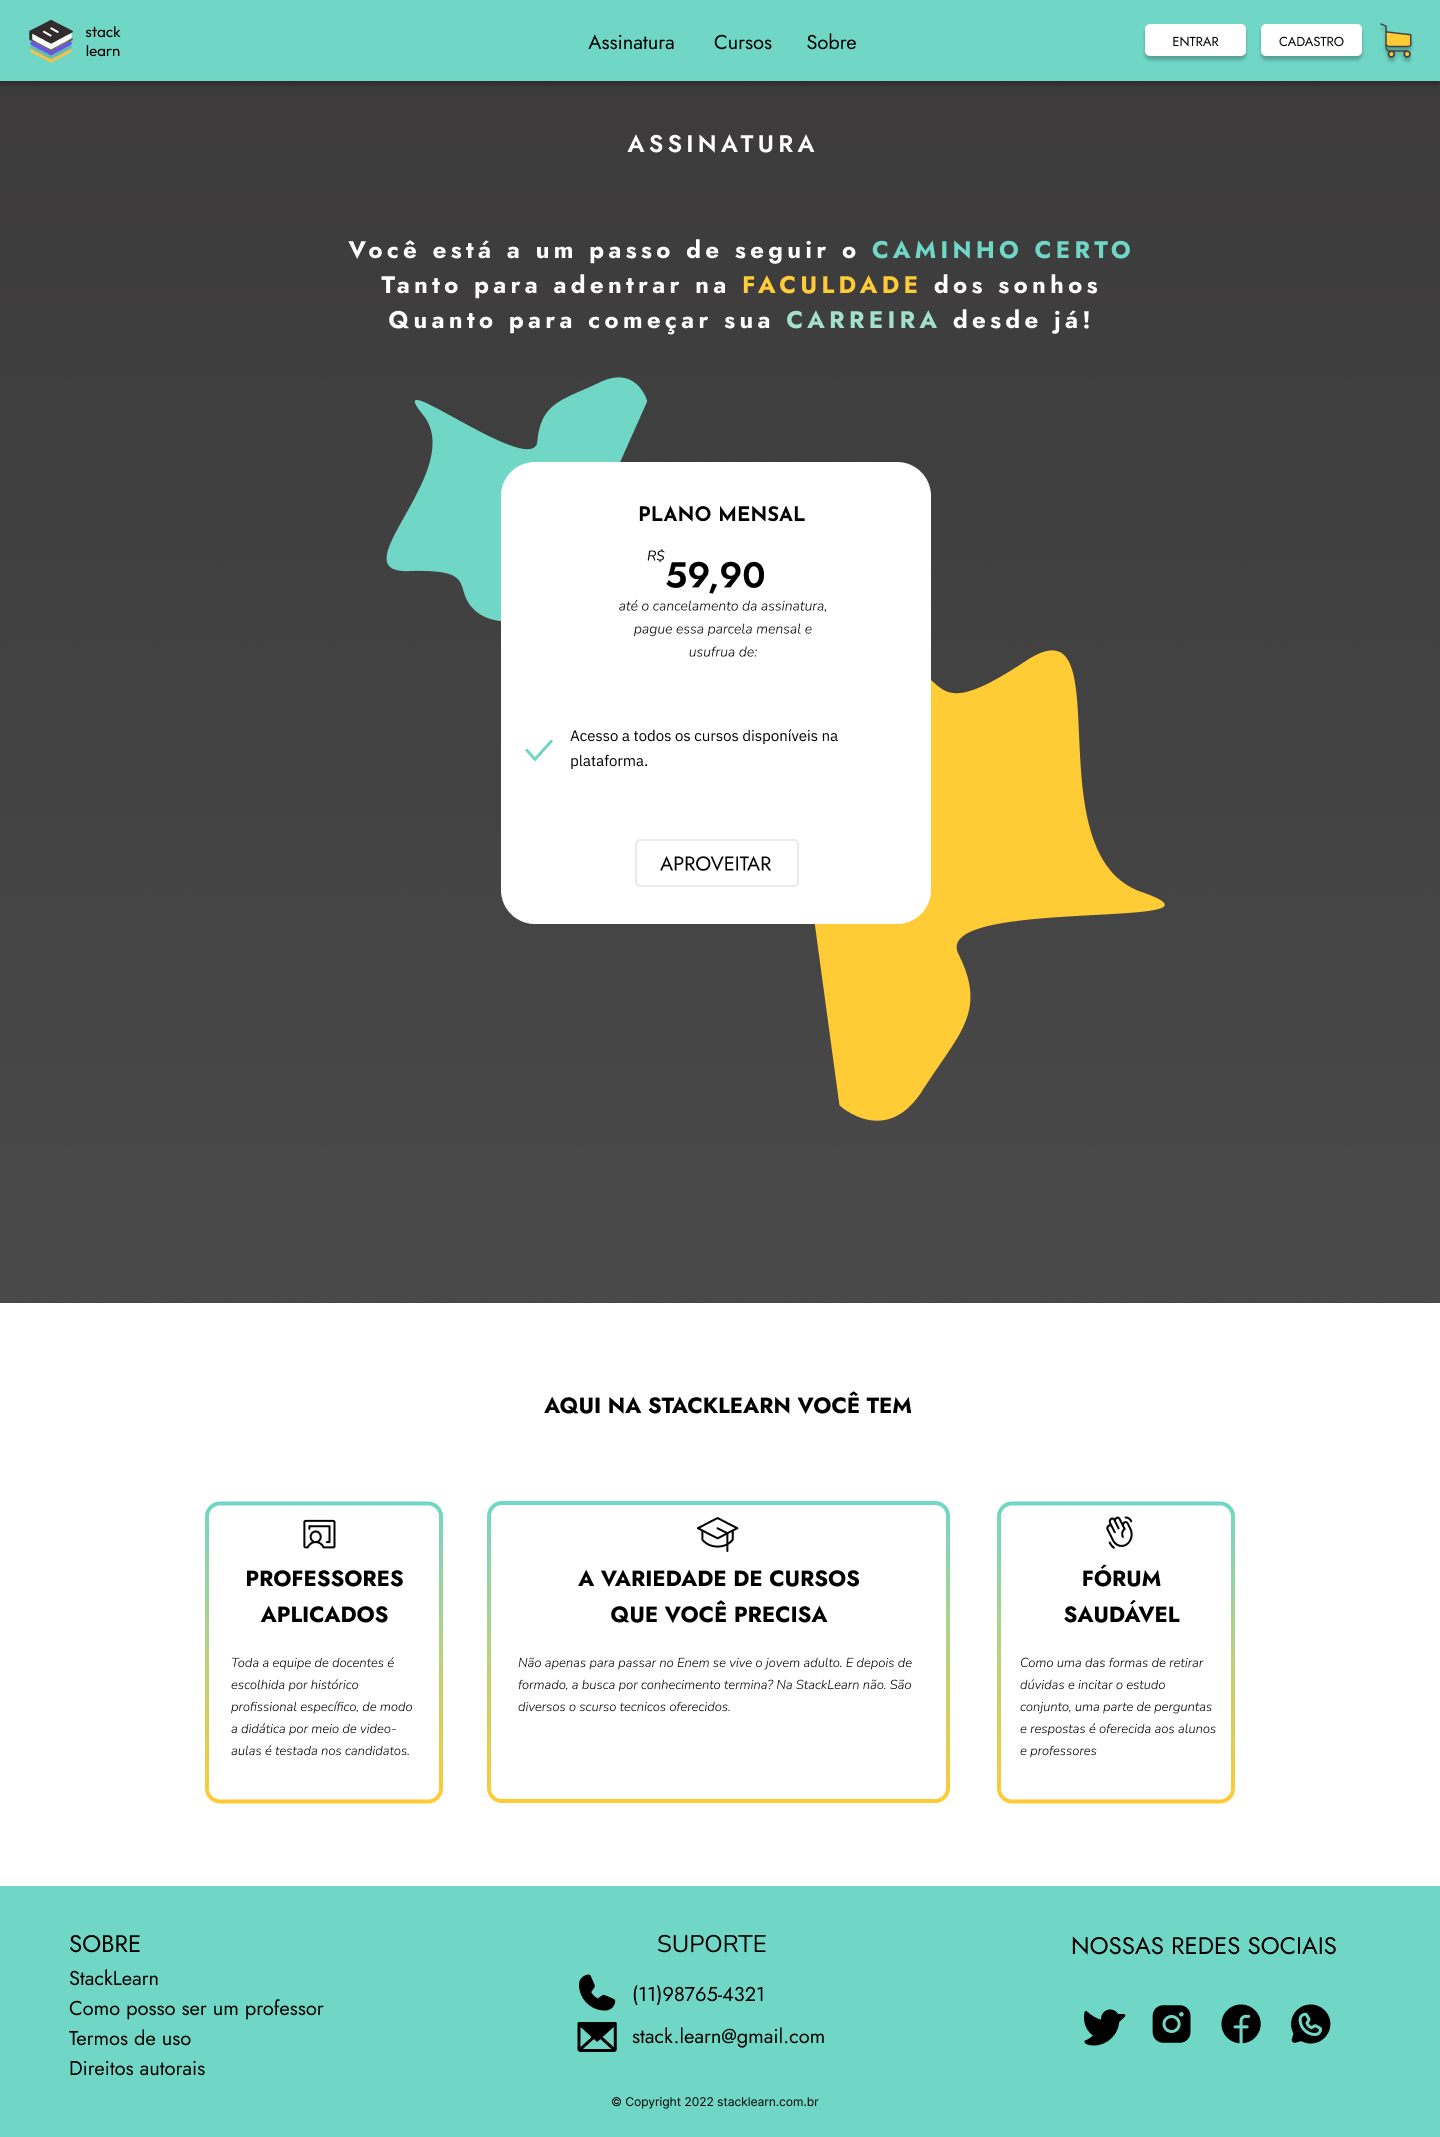 stack
learn
Assinatura Cursos Sobre
ENTRAR CADASTRO
ASSINATURA
Você está a um passo de seguir o CAMINHO CERTO
Tanto para adentrar na FACULDADE dos sonhos
Quanto para começar sua CARREIRA desde já!
PLANO MENSAL
R$ 59,90
até o cancelamento da assinatura,
pague essa parcela mensal e
usufrua de:
Acesso a todos os cursos disponíveis na
plataforma.
APROVEITAR
AQUI NA STACKLEARN VOCÊ TEM
PROFESSORES
APLICADOS
Toda a equipe de docentes é
escolhida por histórico
profissional específico, de modo
a didática por meio de video-
aulas é testada nos candidatos.
A VARIEDADE DE CURSOS
QUE VOCÊ PRECISA
Não apenas para passar no Enem se vive o jovem adulto. E depois de
formado, a busca por conhecimento termina? Na StackLearn não. São
diversos o scurso tecnicos oferecidos.
FÓRUM
SAUDÁVEL
Como uma das formas de retirar
dúvidas e incitar o estudo
conjunto, uma parte de perguntas
e respostas é oferecida aos alunos
e professores
SOBRE
StackLearn
Como posso ser um professor
Termos de uso
Direitos autorais
SUPORTE
(11)98765-4321
stack.learn@gmail.com
NOSSAS REDES SOCIAIS
© Copyright 2022 stacklearn.com.br